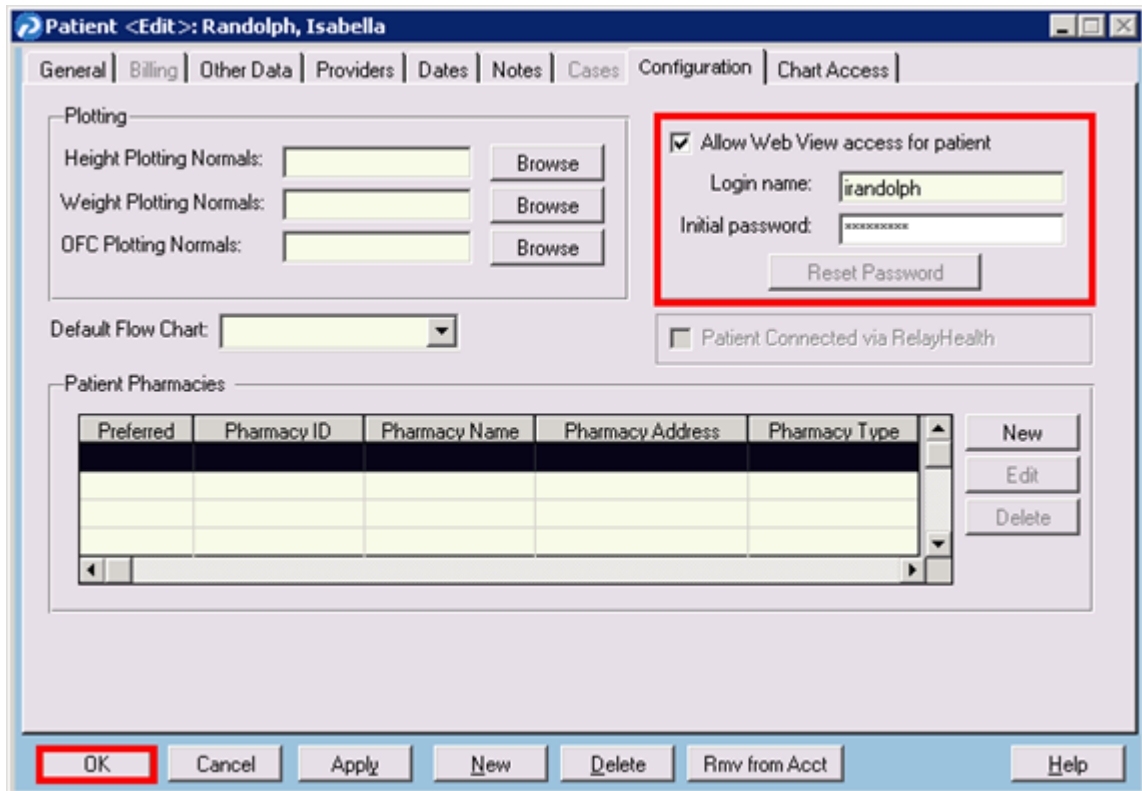 Patient <Edit>: Randolph, Isabella
General Billing Other Data Providers Dates Notes Cases Configuration Chart Access
Plotting
Height Plotting Normals: Browse
Weight Plotting Normals: Browse
OFC Plotting Normals: Browse
Allow Web View access for patient
Login name: irandolph
Initial password: *********
Reset Password
Default Flow Chart:
Patient Connected via RelayHealth
Patient Pharmacies
Preferred Pharmacy ID Pharmacy Name Pharmacy Address Pharmacy Type
New
Edit
Delete
OK Cancel Apply New Delete Rmv from Acct Help